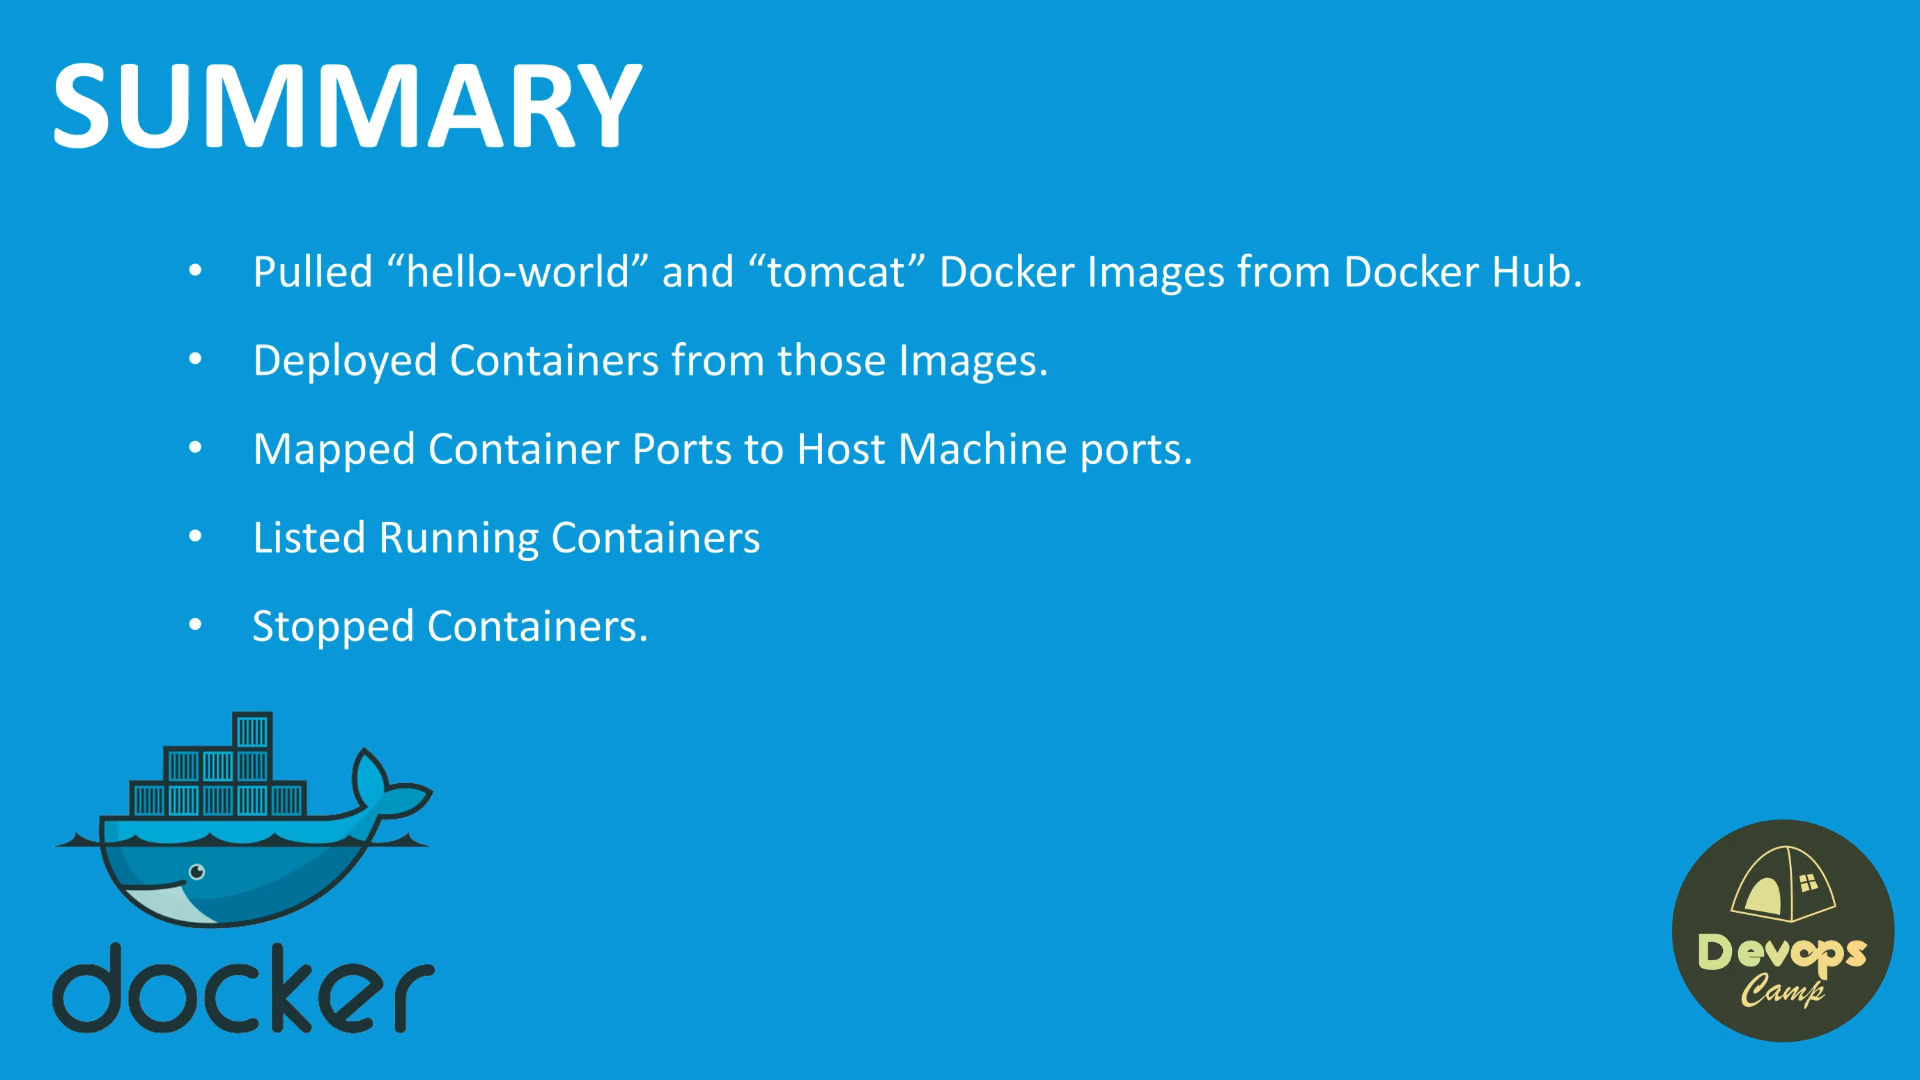 SUMMARY
• Pulled “hello-world” and “tomcat” Docker Images from Docker Hub.
• Deployed Containers from those Images.
• Mapped Container Ports to Host Machine ports.
• Listed Running Containers
• Stopped Containers.
docker
Devops
Camp